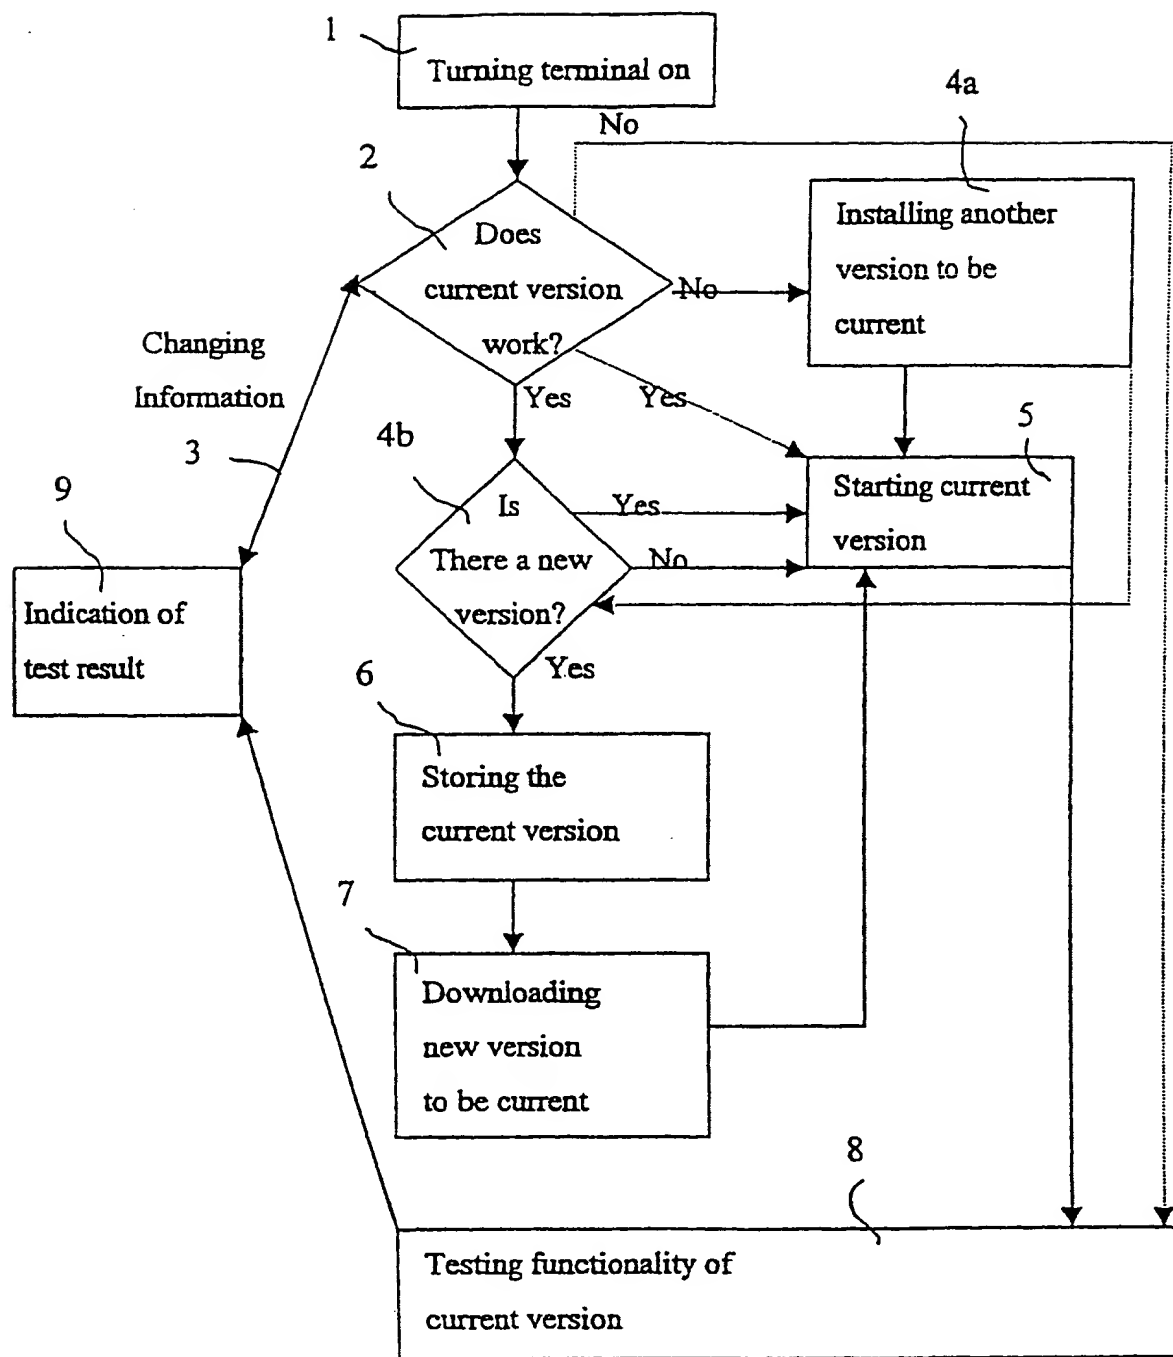 1
Turning terminal on
No
4a
2
Does
current version
work?
No
Installing another
version to be
current
Changing
Information
3
Yes
Yes
4b
5
Is
There a new
version?
Yes
No
Starting current
version
9
Indication of
test result
Yes
6
Storing the
current version
7
Downloading
new version
to be current
8
Testing functionality of
current version